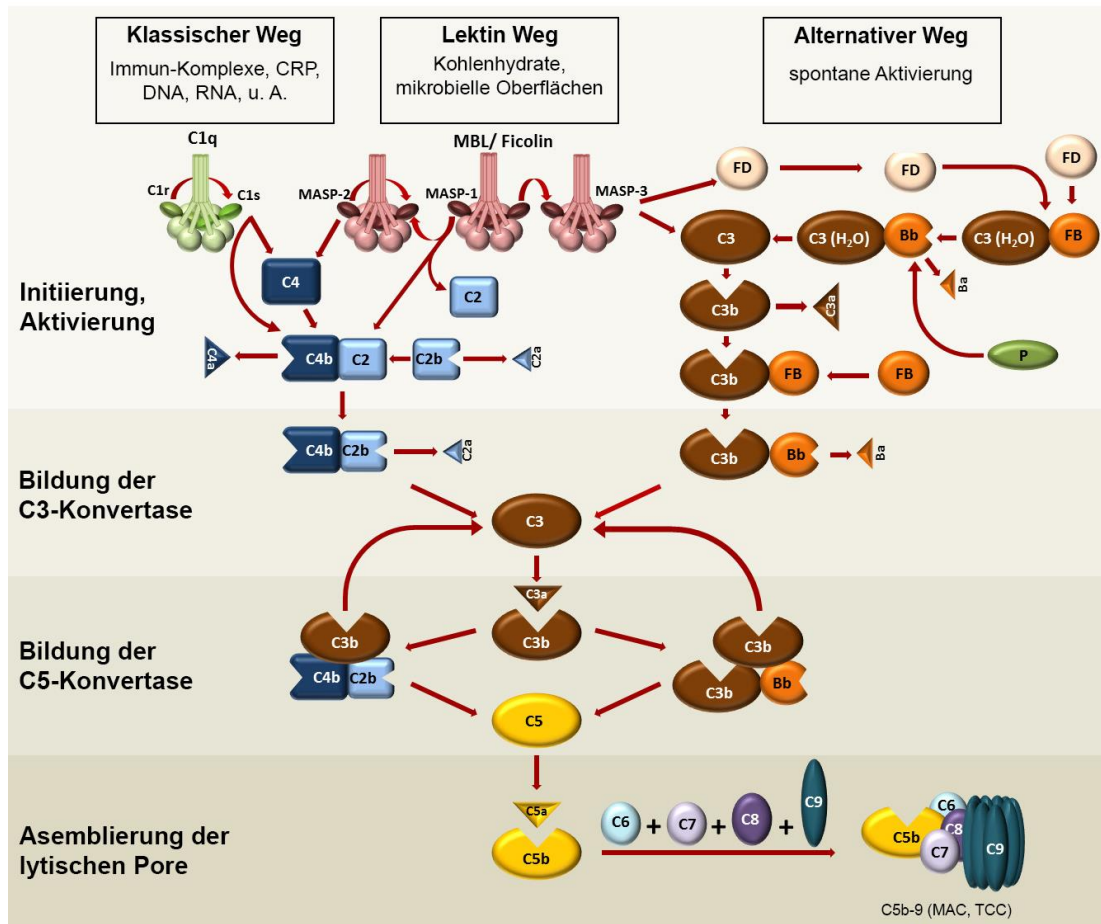 Klassischer Weg
Immun-Komplexe, CRP,
DNA, RNA, u. A.
Lektin Weg
Kohlenhydrate,
mikrobielle Oberflächen
Alternativer Weg
spontane Aktivierung
C1q
C1r
C1s
MBL/ Ficolin
MASP-2
MASP-1
MASP-3
FD
FD
FD
C3
C3 (H₂O)
Bb
C3 (H₂O)
FB
Ba
Initiierung,
Aktivierung
C4
C2
C3b
C3a
C4a
C4b
C2
C2b
C2a
C3b
FB
FB
P
Bildung der
C3-Konvertase
C4b
C2b
C2a
C3b
Bb
Ba
C3
Bildung der
C5-Konvertase
C3a
C3b
C3b
C4b
C2b
C3b
C3b
Bb
C5
Asemblierung der
lytischen Pore
C5a
C5b
C6 + C7 + C8 + C9
C5b
C6
C7
C8
C9
C5b-9 (MAC, TCC)